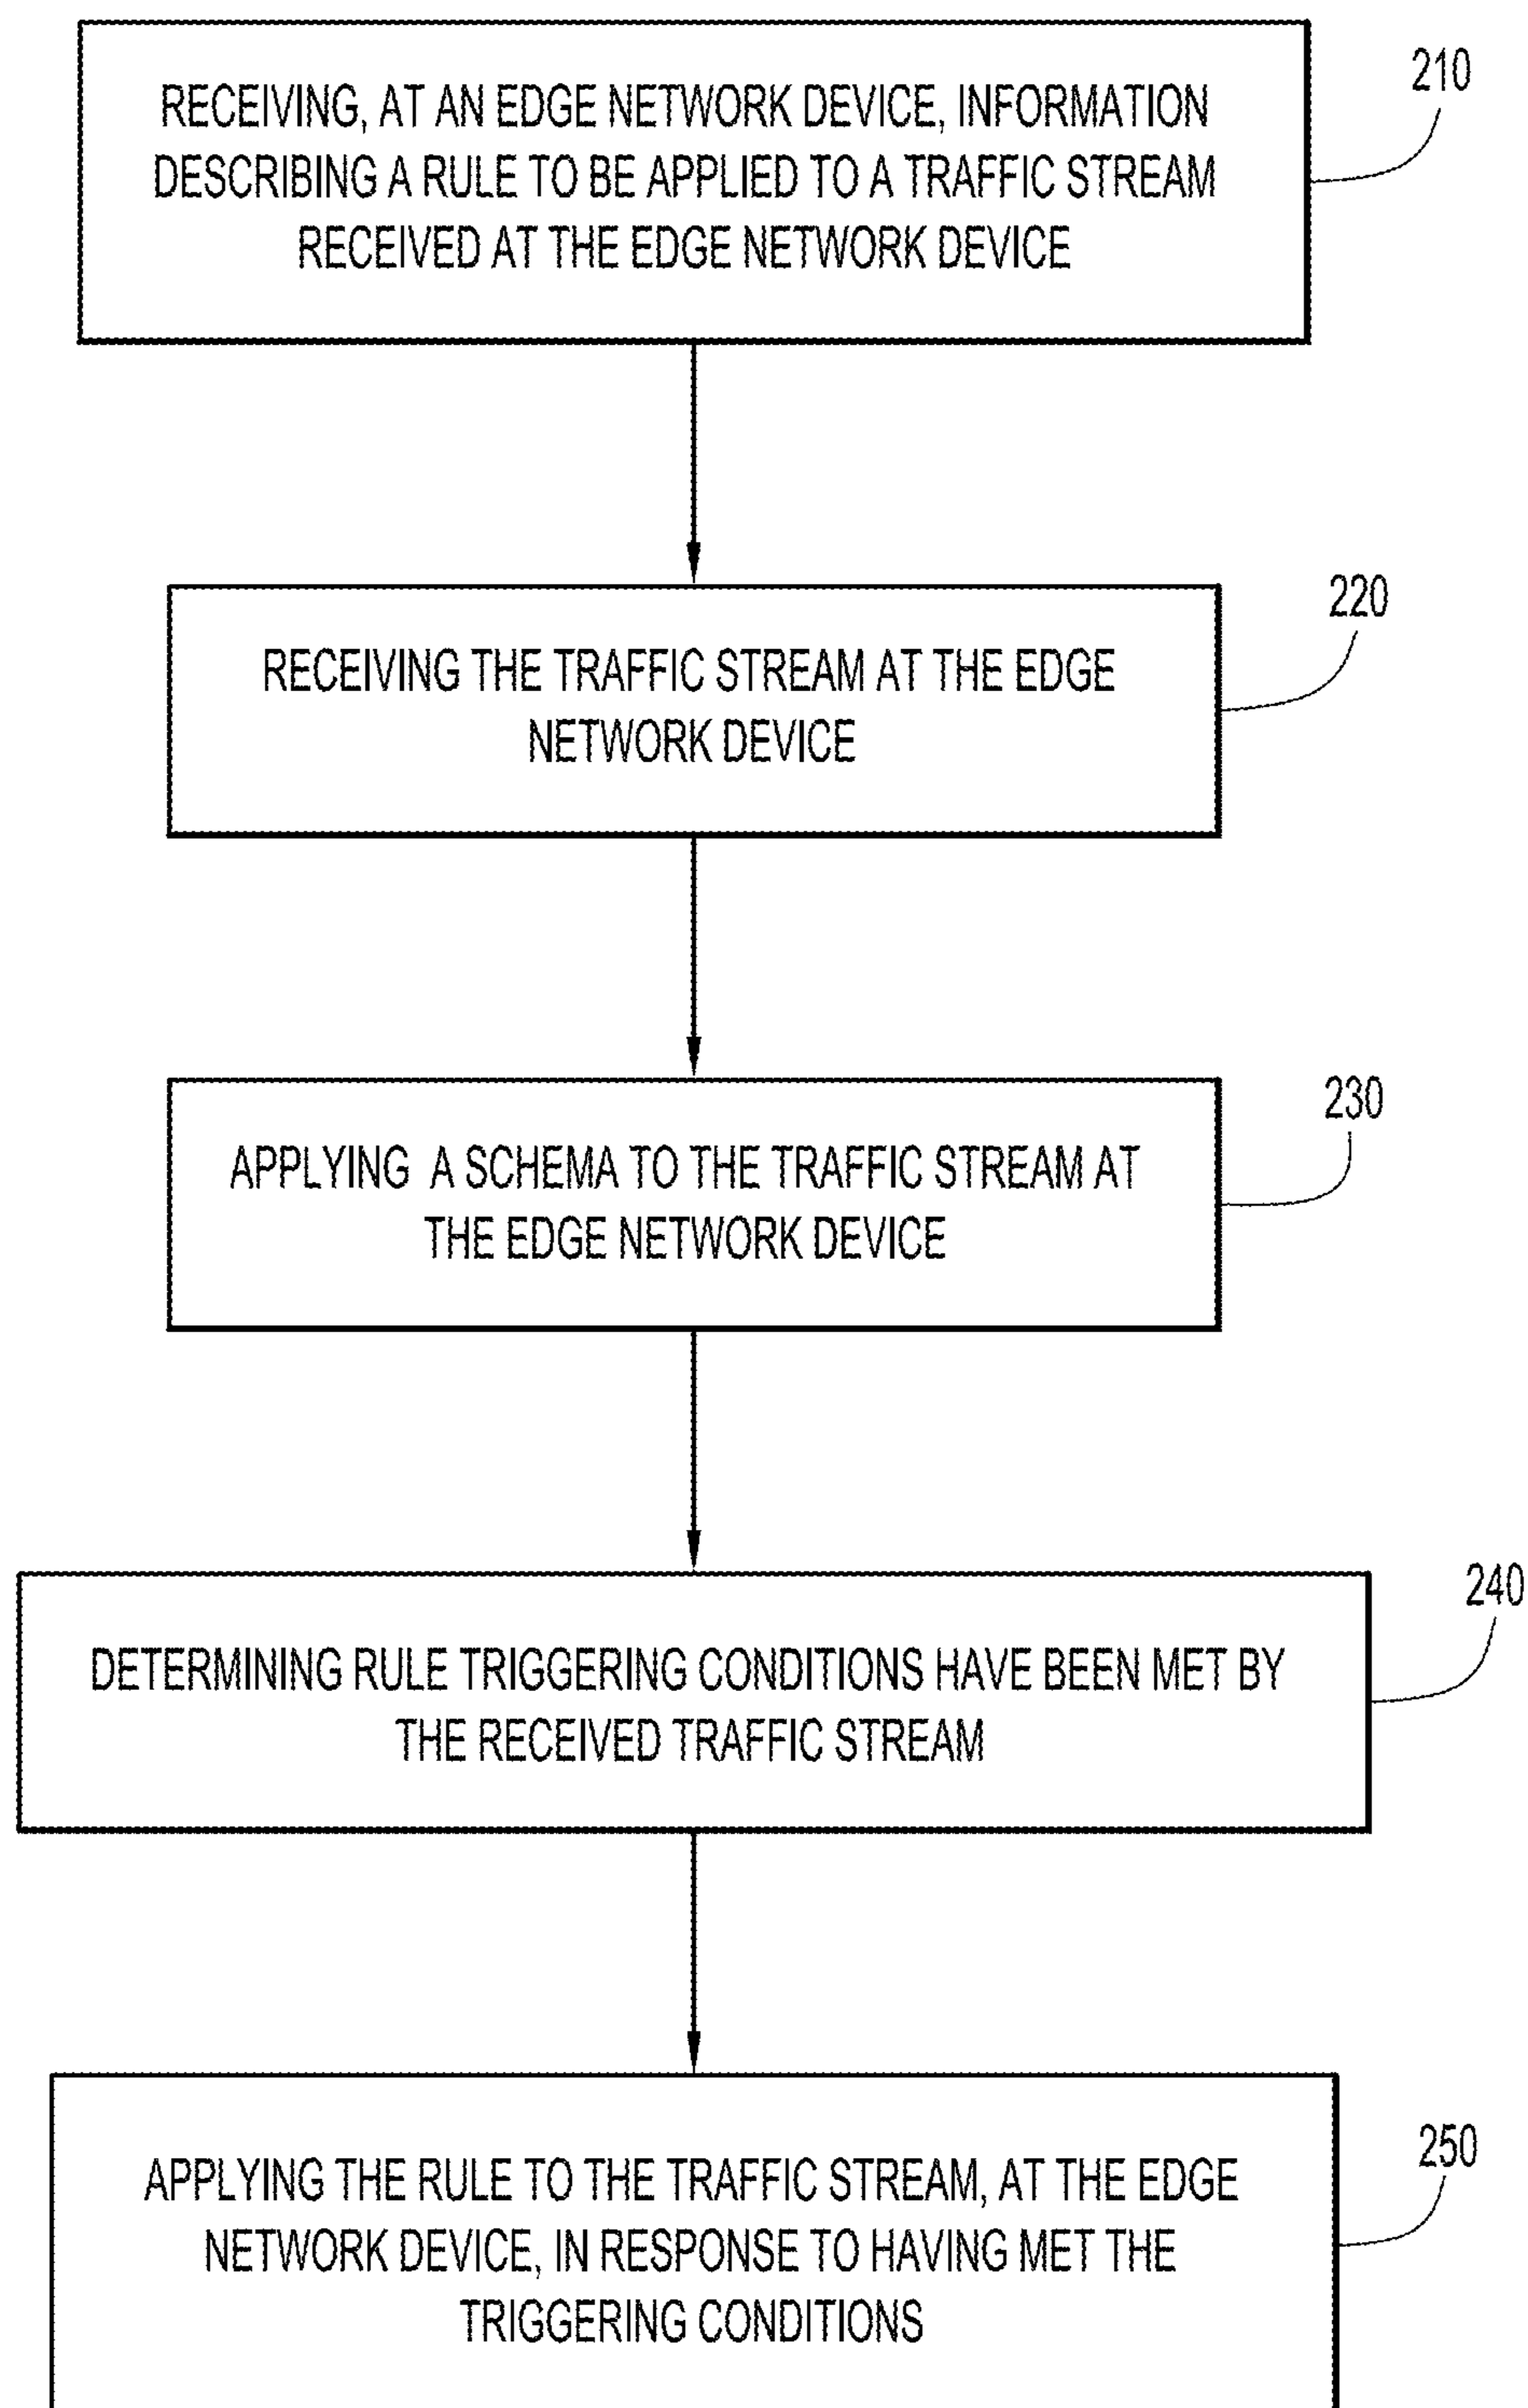 210
RECEIVING, AT AN EDGE NETWORK DEVICE, INFORMATION
DESCRIBING A RULE TO BE APPLIED TO A TRAFFIC STREAM
RECEIVED AT THE EDGE NETWORK DEVICE
220
RECEIVING THE TRAFFIC STREAM AT THE EDGE
NETWORK DEVICE
230
APPLYING A SCHEMA TO THE TRAFFIC STREAM AT
THE EDGE NETWORK DEVICE
240
DETERMINING RULE TRIGGERING CONDITIONS HAVE BEEN MET BY
THE RECEIVED TRAFFIC STREAM
250
APPLYING THE RULE TO THE TRAFFIC STREAM, AT THE EDGE
NETWORK DEVICE, IN RESPONSE TO HAVING MET THE
TRIGGERING CONDITIONS